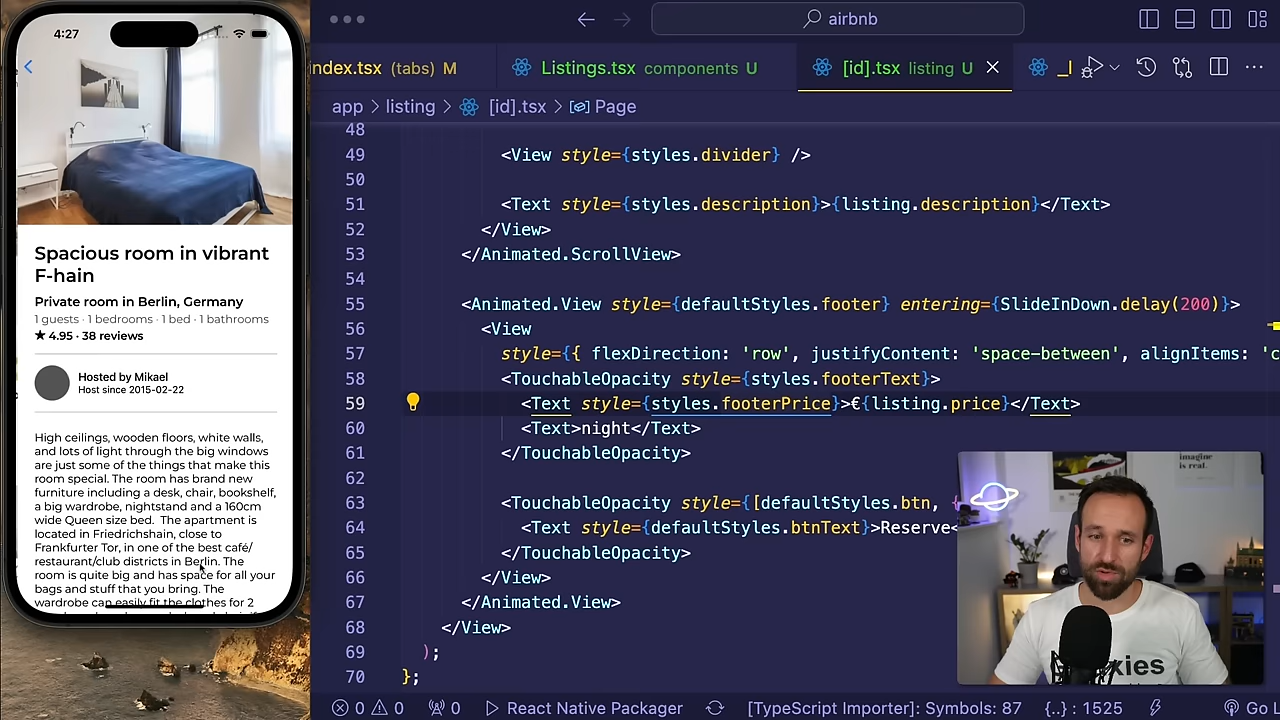 4:27
Spacious room in vibrant
F-hain
Private room in Berlin, Germany
1 guests · 1 bedrooms · 1 bed · 1 bathrooms
★ 4.95 · 38 reviews
Hosted by Mikael
Host since 2015-02-22
High ceilings, wooden floors, white walls,
and lots of light through the big windows
are just some of the things that make this
room special. The room has brand new
furniture including a desk, chair, bookshelf,
a big wardrobe, nightstand and a 160cm
wide Queen size bed. The apartment is
located in Friedrichshain, close to
Frankfurter Tor, in one of the best café/
restaurant/club districts in Berlin. The
room is quite big and has space for all your
bags and stuff that you bring. The
wardrobe can easily fit the clothes for 2
airbnb
index.tsx (tabs) M
Listings.tsx components U
[id].tsx listing U
_l
app > listing > [id].tsx > Page
48
49 <View style={styles.divider} />
50
51 <Text style={styles.description}>{listing.description}</Text>
52 </View>
53 </Animated.ScrollView>
54
55 <Animated.View style={defaultStyles.footer} entering={SlideInDown.delay(200)}>
56 <View
57 style={{ flexDirection: 'row', justifyContent: 'space-between', alignItems: 'c
58 <TouchableOpacity style={styles.footerText}>
59 <Text style={styles.footerPrice}>€{listing.price}</Text>
60 <Text>night</Text>
61 </TouchableOpacity>
62
63 <TouchableOpacity style={[defaultStyles.btn, {
64 <Text style={defaultStyles.btnText}>Reserve<
65 </TouchableOpacity>
66 </View>
67 </Animated.View>
68 </View>
69 );
70 };
imagine
is real.
xies
0 0 0 React Native Packager [TypeScript Importer]: Symbols: 87 {..} : 1525 Go L